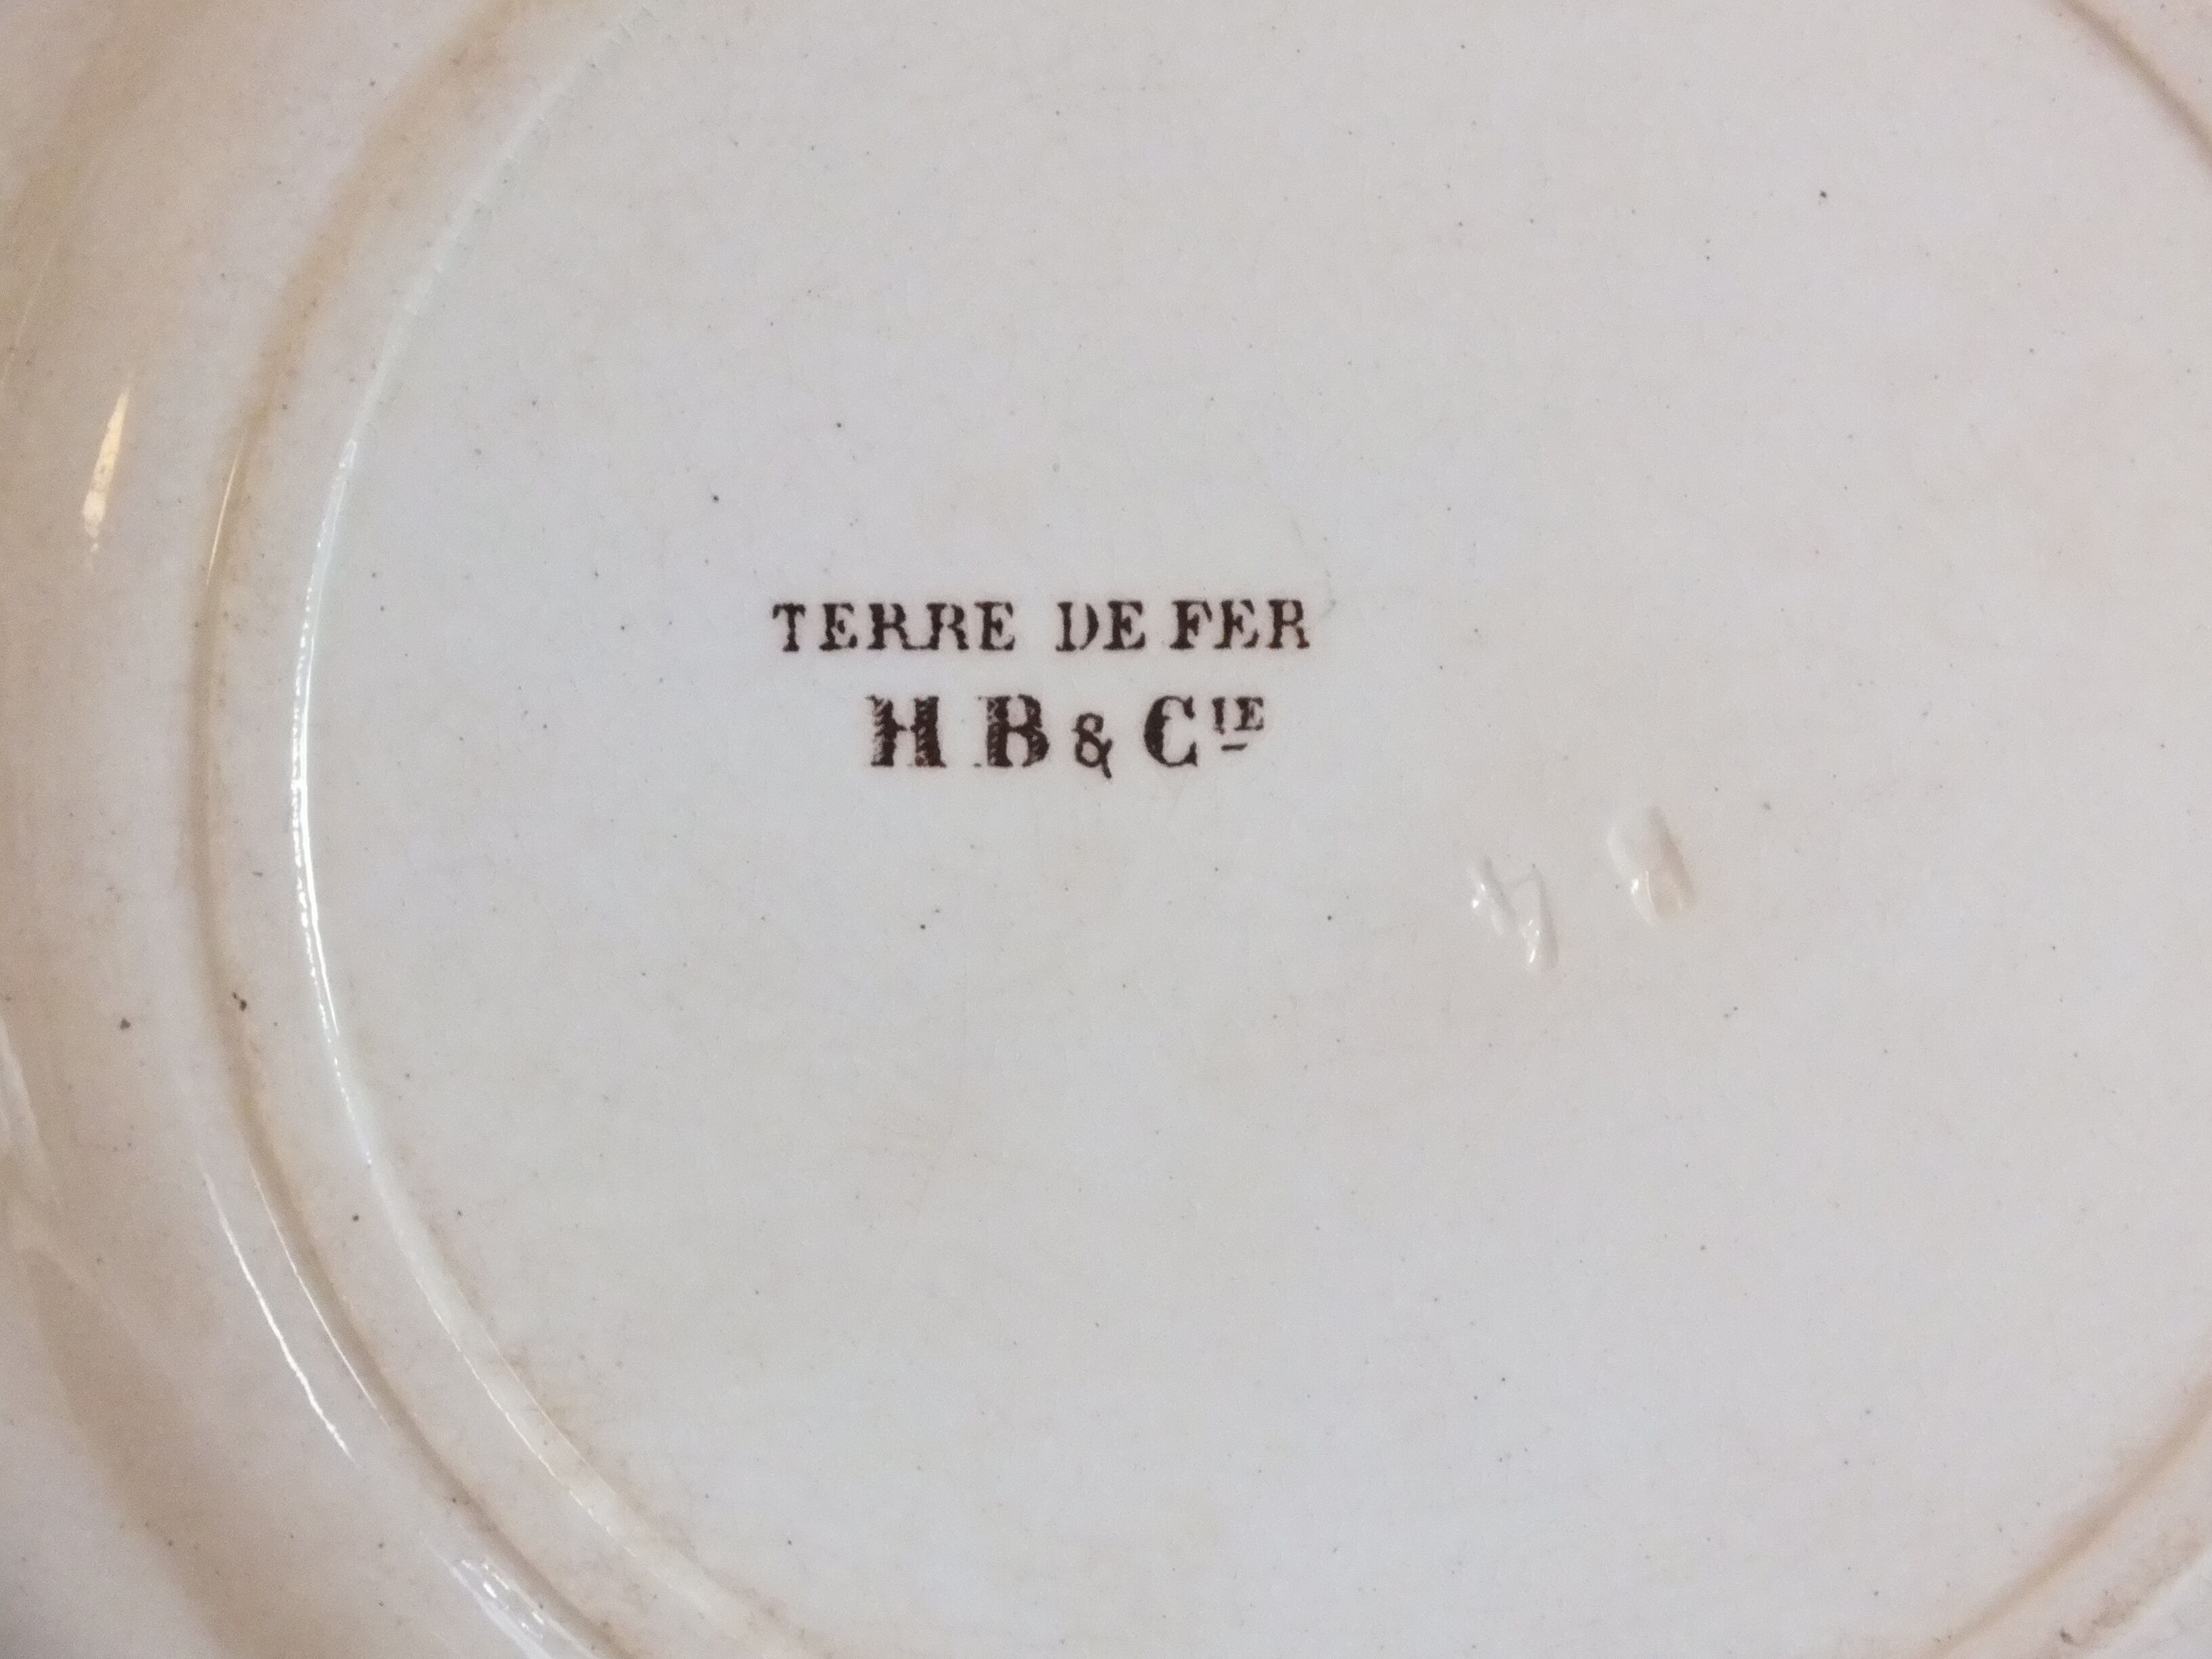 TERRE DE FER
H B & Cie